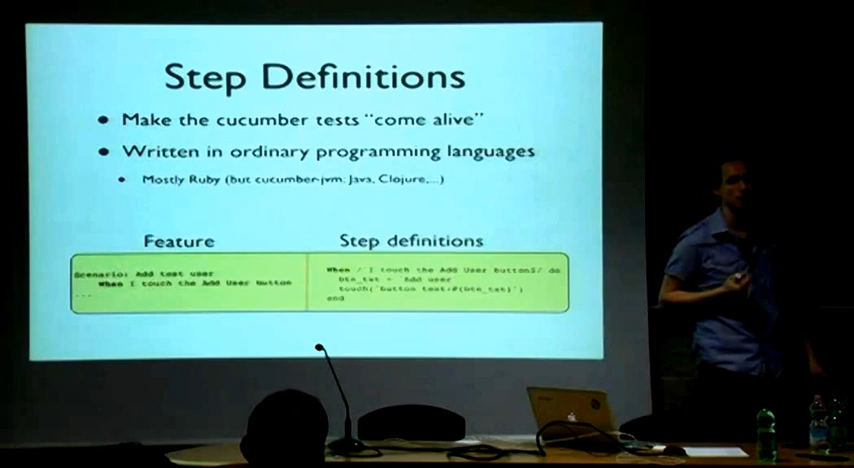 Step Definitions
• Make the cucumber tests “come alive”
• Written in ordinary programming languages
• Mostly Ruby (but cucumber-jvm: Java, Clojure,...)
Feature
Scenario: Add test user
When I touch the Add User button
...
Step definitions
When /^I touch the Add User button$/ do
btn_txt = "Add user"
touch("button text:#{btn_txt}")
end